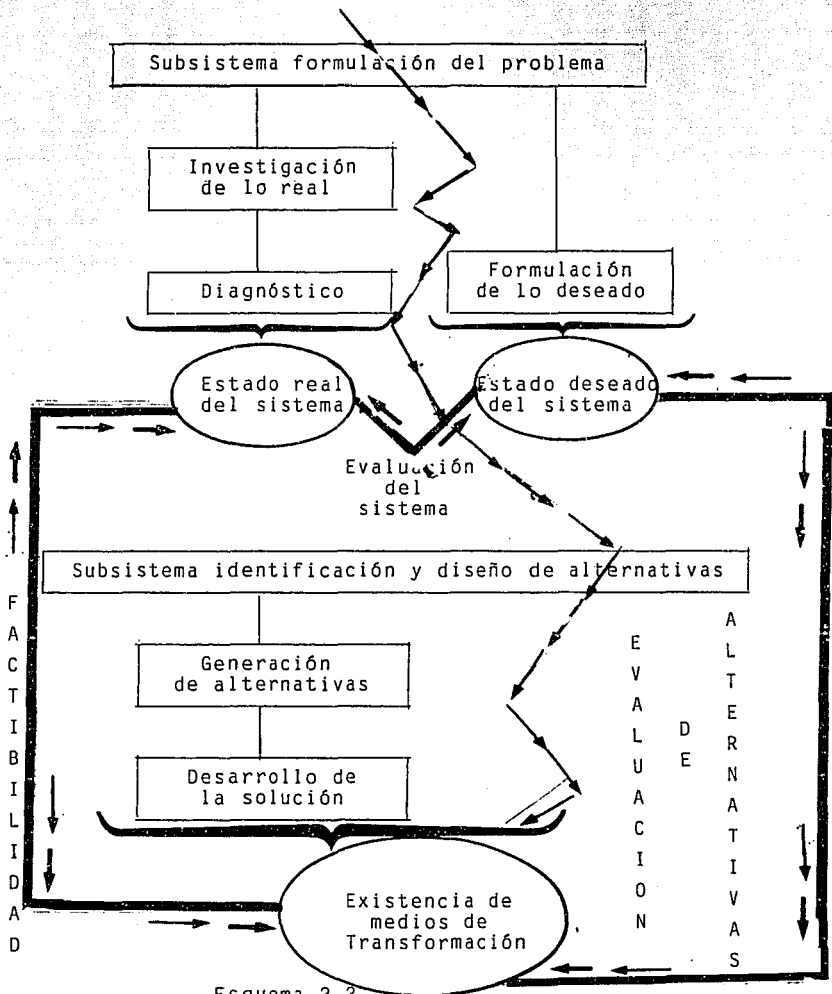 Subsistema formulación del problema
Investigación
de lo real
Diagnóstico
Formulación
de lo deseado
Estado real
del sistema
Estado deseado
del sistema
Evaluación
del
sistema
Subsistema identificación y diseño de alternativas
FACTIBILIDAD
Generación
de alternativas
Desarrollo de
la solución
EVALUACION
DE
ALTERNATIVAS
Existencia de
medios de
Transformación
Esquema